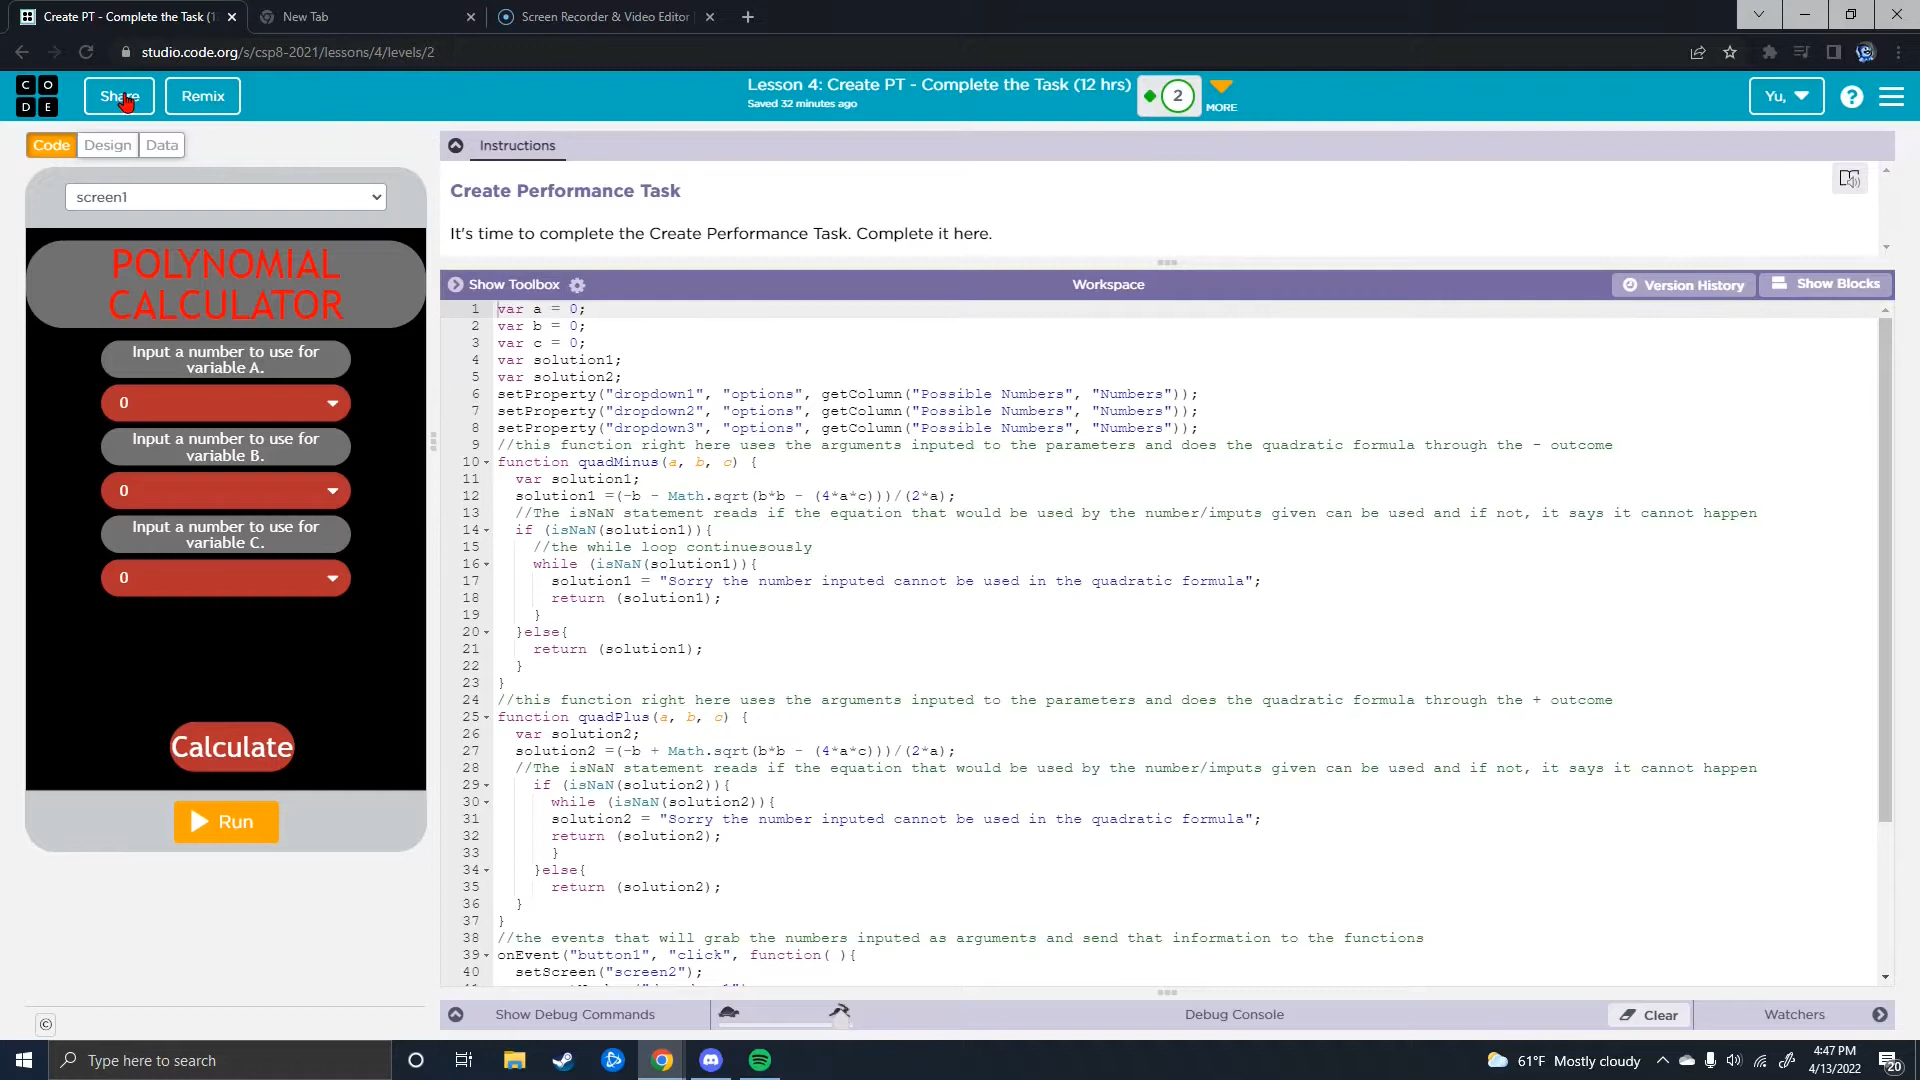 Create PT - Complete the Task (1
New Tab
Screen Recorder & Video Editor
studio.code.org/s/csp8-2021/lessons/4/levels/2
C O
D E
Share
Remix
Lesson 4: Create PT - Complete the Task (12 hrs)
Saved 32 minutes ago
2
MORE
Yu,
?
Code
Design
Data
screen1
POLYNOMIAL
CALCULATOR
Input a number to use for
variable A.
0
Input a number to use for
variable B.
0
Input a number to use for
variable C.
0
Calculate
Run
Instructions
Create Performance Task
It's time to complete the Create Performance Task. Complete it here.
Show Toolbox
Workspace
Version History
Show Blocks
1 var a = 0;
2 var b = 0;
3 var c = 0;
4 var solution1;
5 var solution2;
6 setProperty("dropdown1", "options", getColumn("Possible Numbers", "Numbers"));
7 setProperty("dropdown2", "options", getColumn("Possible Numbers", "Numbers"));
8 setProperty("dropdown3", "options", getColumn("Possible Numbers", "Numbers"));
9 //this function right here uses the arguments inputed to the parameters and does the quadratic formula through the - outcome
10 function quadMinus(a, b, c) {
11 var solution1;
12 solution1 =(-b - Math.sqrt(b*b - (4*a*c)))/(2*a);
13 //The isNaN statement reads if the equation that would be used by the number/imputs given can be used and if not, it says it cannot happen
14 if (isNaN(solution1)){
15 //the while loop continuesously
16 while (isNaN(solution1)){
17 solution1 = "Sorry the number inputed cannot be used in the quadratic formula";
18 return (solution1);
19 }
20 }else{
21 return (solution1);
22 }
23 }
24 //this function right here uses the arguments inputed to the parameters and does the quadratic formula through the + outcome
25 function quadPlus(a, b, c) {
26 var solution2;
27 solution2 =(-b + Math.sqrt(b*b - (4*a*c)))/(2*a);
28 //The isNaN statement reads if the equation that would be used by the number/imputs given can be used and if not, it says it cannot happen
29 if (isNaN(solution2)){
30 while (isNaN(solution2)){
31 solution2 = "Sorry the number inputed cannot be used in the quadratic formula";
32 return (solution2);
33 }
34 }else{
35 return (solution2);
36 }
37 }
38 //the events that will grab the numbers inputed as arguments and send that information to the functions
39 onEvent("button1", "click", function( ){
40 setScreen("screen2");
Show Debug Commands
Debug Console
Clear
Watchers
©
Type here to search
61°F Mostly cloudy
4:47 PM
4/13/2022
20